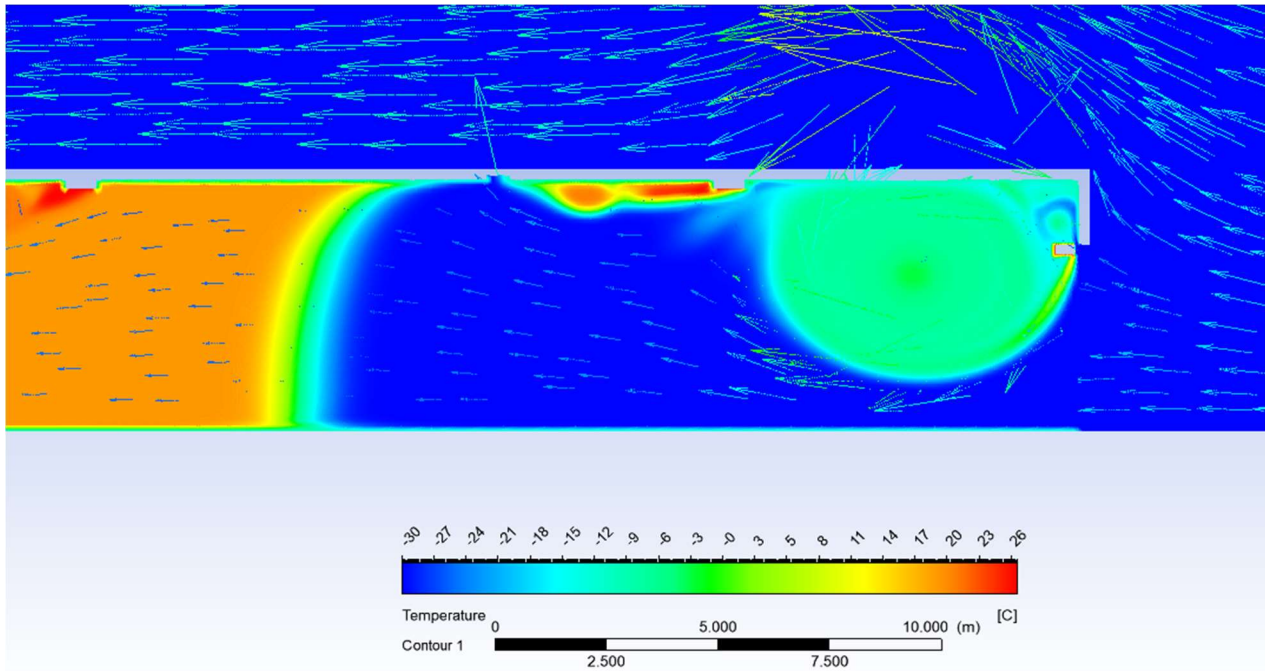 -30 -27 -24 -21 -18 -15 -12 -9 -6 -3 -0 3 5 8 11 14 17 20 23 26
Temperature [C]
Contour 1
0 5.000 10.000 (m)
2.500 7.500